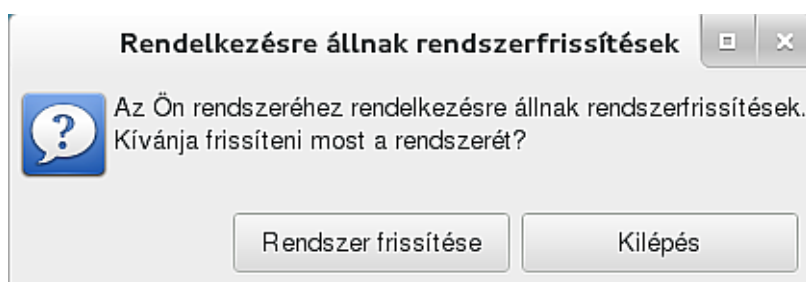 Rendelkezésre állnak rendszerfrissítések
Az Ön rendszeréhez rendelkezésre állnak rendszerfrissítések.
Kívánja frissíteni most a rendszerét?
Rendszer frissítése
Kilépés